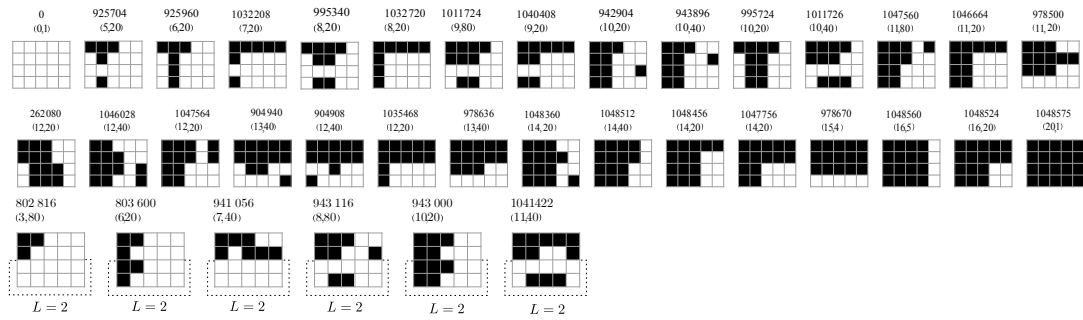 0 925704 925960 1032208 995340 1032720 1011724 1040408 942904 943896 995724 1011726 1047560 1046664 978500
(0,1) (5,20) (6,20) (7,20) (8,20) (8,20) (9,80) (9,20) (10,20) (10,40) (10,20) (10,40) (11,80) (11,20) (11,20)
262080 1046028 1047564 904940 904908 1035468 978636 1048360 1048512 1048456 1047756 978670 1048560 1048524 1048575
(12,20) (12,40) (12,20) (13,40) (12,40) (12,20) (13,40) (14,20) (14,40) (14,20) (14,20) (15,4) (16,5) (16,20) (20,1)
802 816 803 600 941 056 943 116 943 000 1041422
(3,80) (6,20) (7,40) (8,80) (10,20) (11,40)
L = 2 L = 2 L = 2 L = 2 L = 2 L = 2